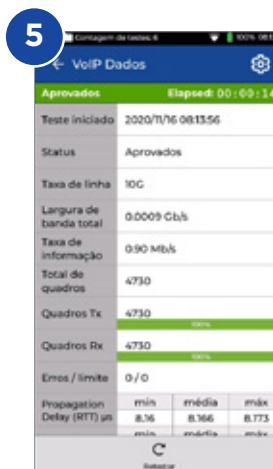 5
Contagem de testes: 6
100% 08:1
← VoIP Dados
Aprovados Elapsed: 00:00:14
Teste iniciado 2020/11/16 08:13:56
Status Aprovados
Taxa de linha 10G
Largura de
banda total 0.0009 Gb/s
Taxa de
informação 0.90 Mb/s
Total de
quadros 4730
Quadros Tx 4730
100%
Quadros Rx 4730
100%
Erros / limite 0 / 0
Propagation
Delay (RTT) µs
min média máx
8.16 8.166 8.773
min média máx